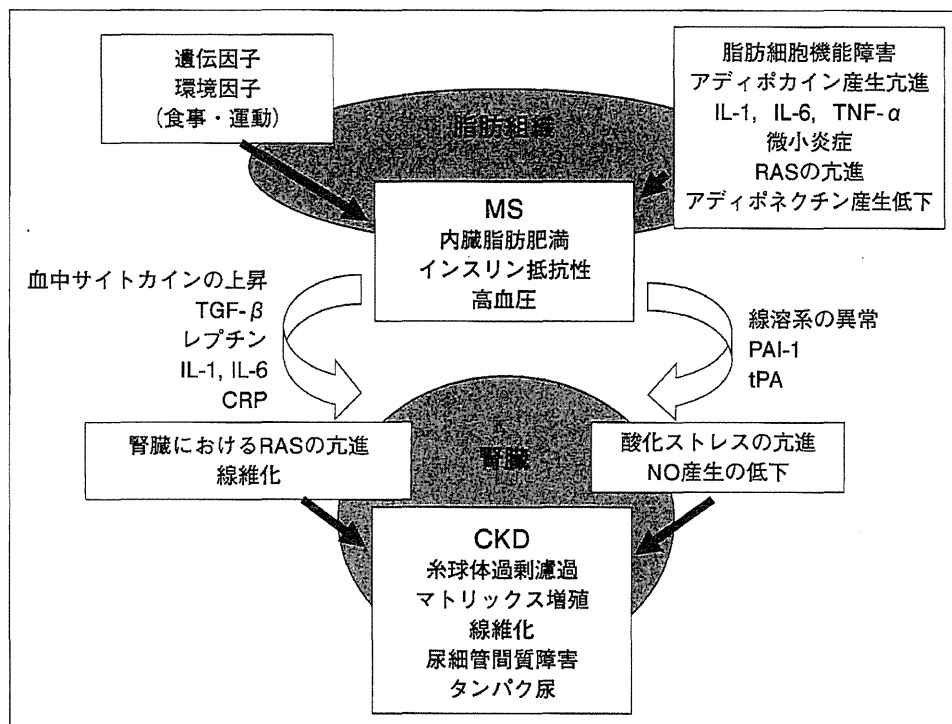 遺伝因子
環境因子
(食事・運動)
脂肪細胞機能障害
アディポカイン産生亢進
IL-1, IL-6, TNF-α
微小炎症
RASの亢進
アディポネクチン産生低下
脂肪組織
MS
内臓脂肪肥満
インスリン抵抗性
高血圧
血中サイトカインの上昇
TGF-β
レプチン
IL-1, IL-6
CRP
線溶系の異常
PAI-1
tPA
腎臓におけるRASの亢進
線維化
腎臓
酸化ストレスの亢進
NO産生の低下
CKD
糸球体過剰濾過
マトリックス増殖
線維化
尿細管間質障害
タンパク尿